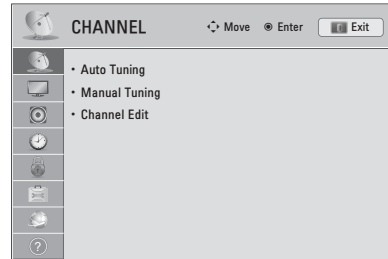 CHANNEL Move Enter Exit
• Auto Tuning
• Manual Tuning
• Channel Edit
?